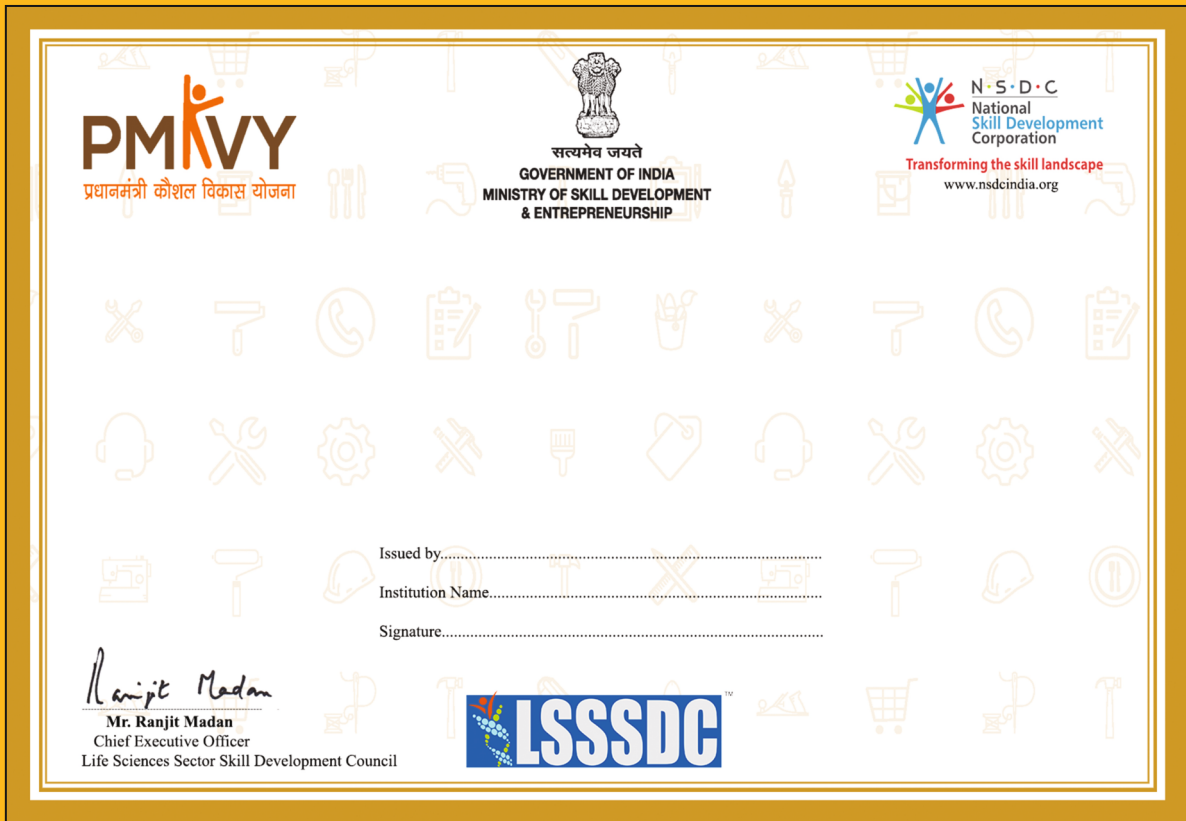 PMKVY
प्रधानमंत्री कौशल विकास योजना
सत्यमेव जयते
GOVERNMENT OF INDIA
MINISTRY OF SKILL DEVELOPMENT
& ENTREPRENEURSHIP
N·S·D·C
National
Skill Development
Corporation
Transforming the skill landscape
www.nsdcindia.org
Issued by
Institution Name
Signature
Ranjit Madan
Mr. Ranjit Madan
Chief Executive Officer
Life Sciences Sector Skill Development Council
LSSSDC™